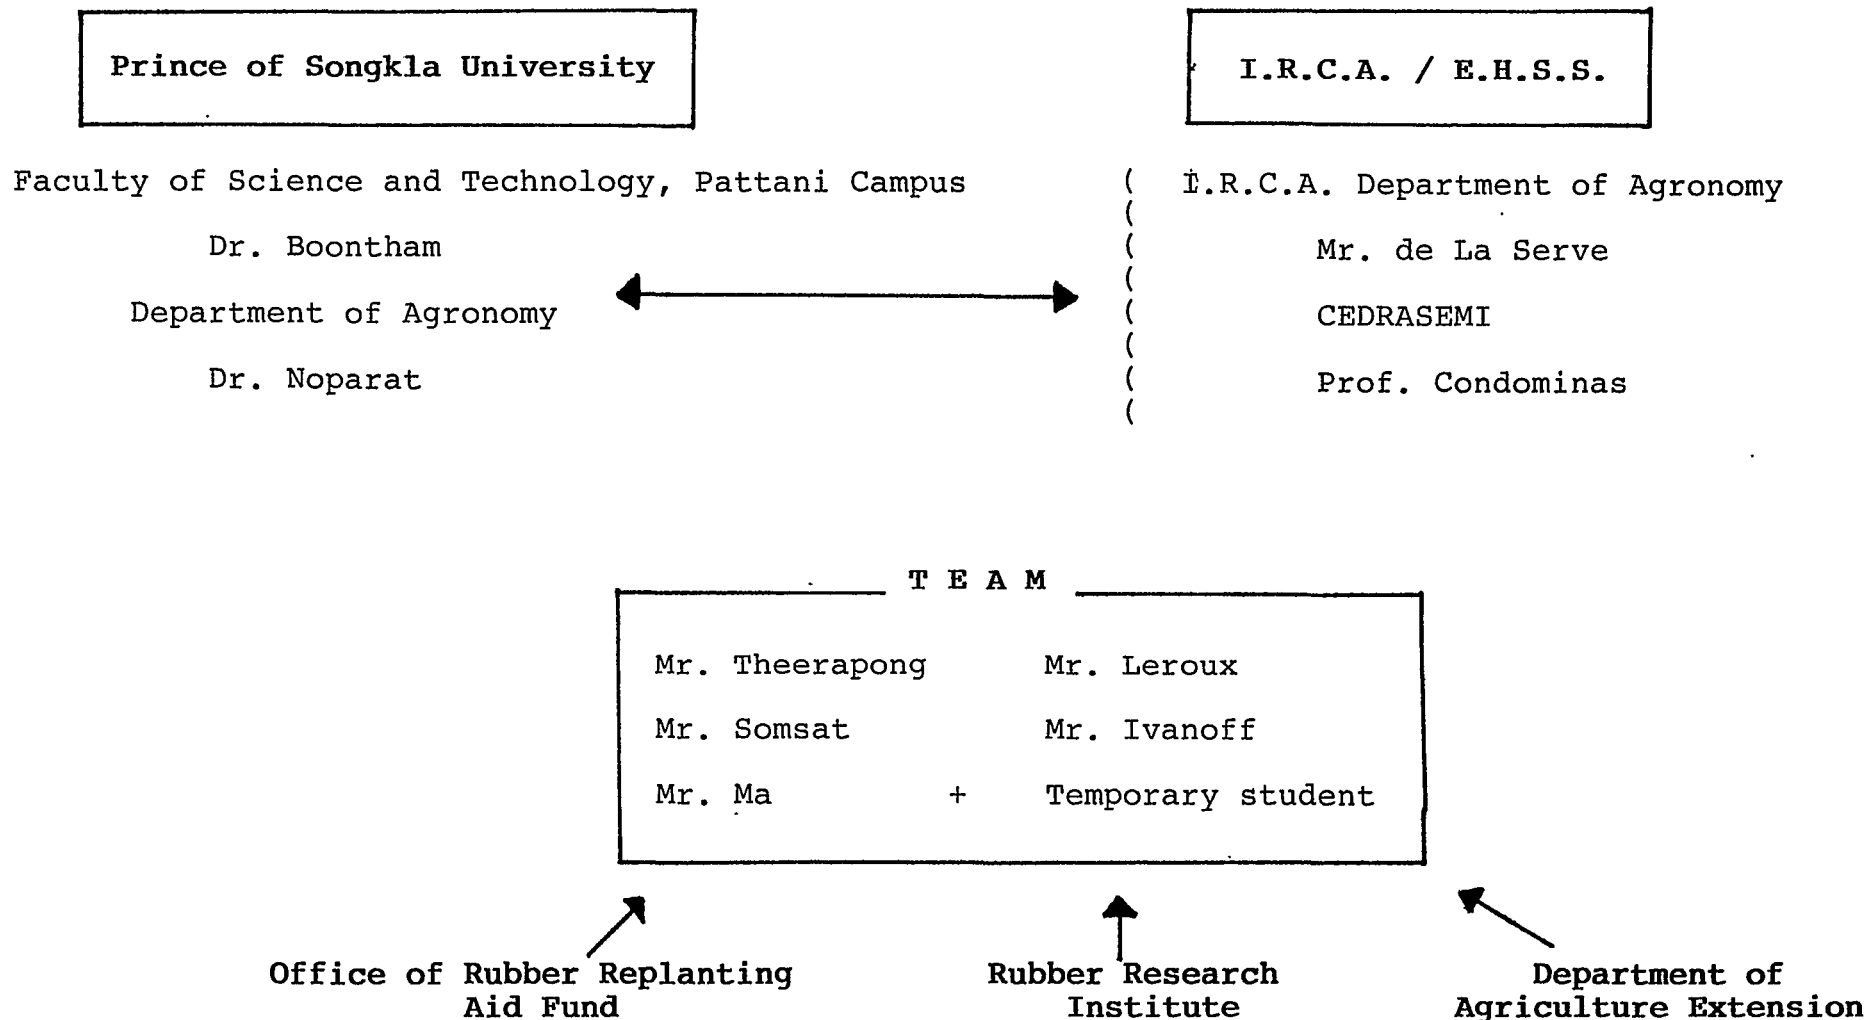 Prince of Songkla University
I.R.C.A. / E.H.S.S.
Faculty of Science and Technology, Pattani Campus
Dr. Boontham
Department of Agronomy
Dr. Noparat
I.R.C.A. Department of Agronomy
Mr. de La Serve
CEDRASEMI
Prof. Condominas
T E A M
Mr. Theerapong
Mr. Leroux
Mr. Somsat
Mr. Ivanoff
Mr. Ma + Temporary student
Office of Rubber Replanting
Aid Fund
Rubber Research
Institute
Department of
Agriculture Extension